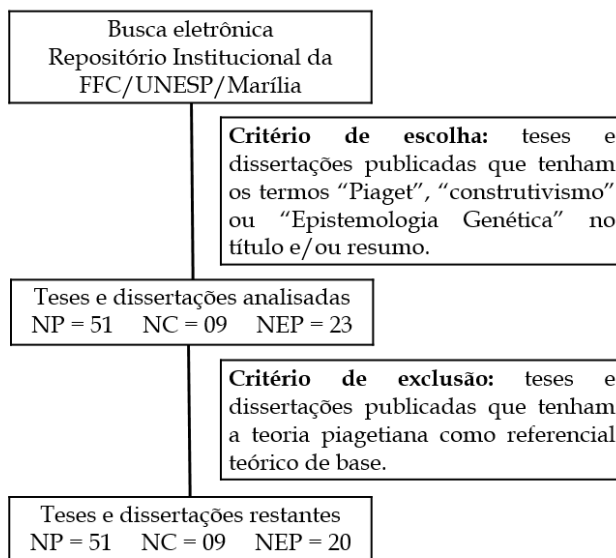 Busca eletrônica
Repositório Institucional da
FFC/UNESP/Marília
Critério de escolha: teses e
dissertações publicadas que tenham
os termos “Piaget”, “construtivismo”
ou “Epistemologia Genética” no
título e/ou resumo.
Teses e dissertações analisadas
NP = 51 NC = 09 NEP = 23
Critério de exclusão: teses e
dissertações publicadas que tenham
a teoria piagetiana como referencial
teórico de base.
Teses e dissertações restantes
NP = 51 NC = 09 NEP = 20